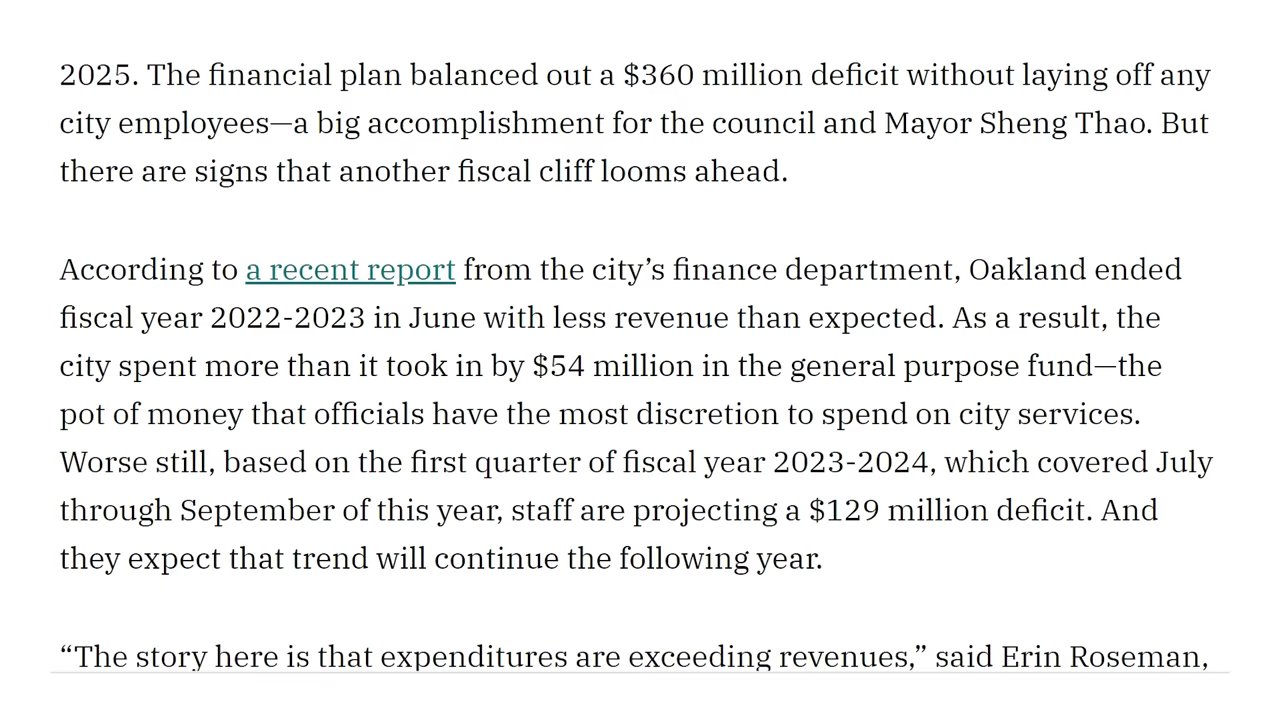 2025. The financial plan balanced out a $360 million deficit without laying off any
city employees—a big accomplishment for the council and Mayor Sheng Thao. But
there are signs that another fiscal cliff looms ahead.
According to a recent report from the city’s finance department, Oakland ended
fiscal year 2022-2023 in June with less revenue than expected. As a result, the
city spent more than it took in by $54 million in the general purpose fund—the
pot of money that officials have the most discretion to spend on city services.
Worse still, based on the first quarter of fiscal year 2023-2024, which covered July
through September of this year, staff are projecting a $129 million deficit. And
they expect that trend will continue the following year.
“The story here is that expenditures are exceeding revenues,” said Erin Roseman,